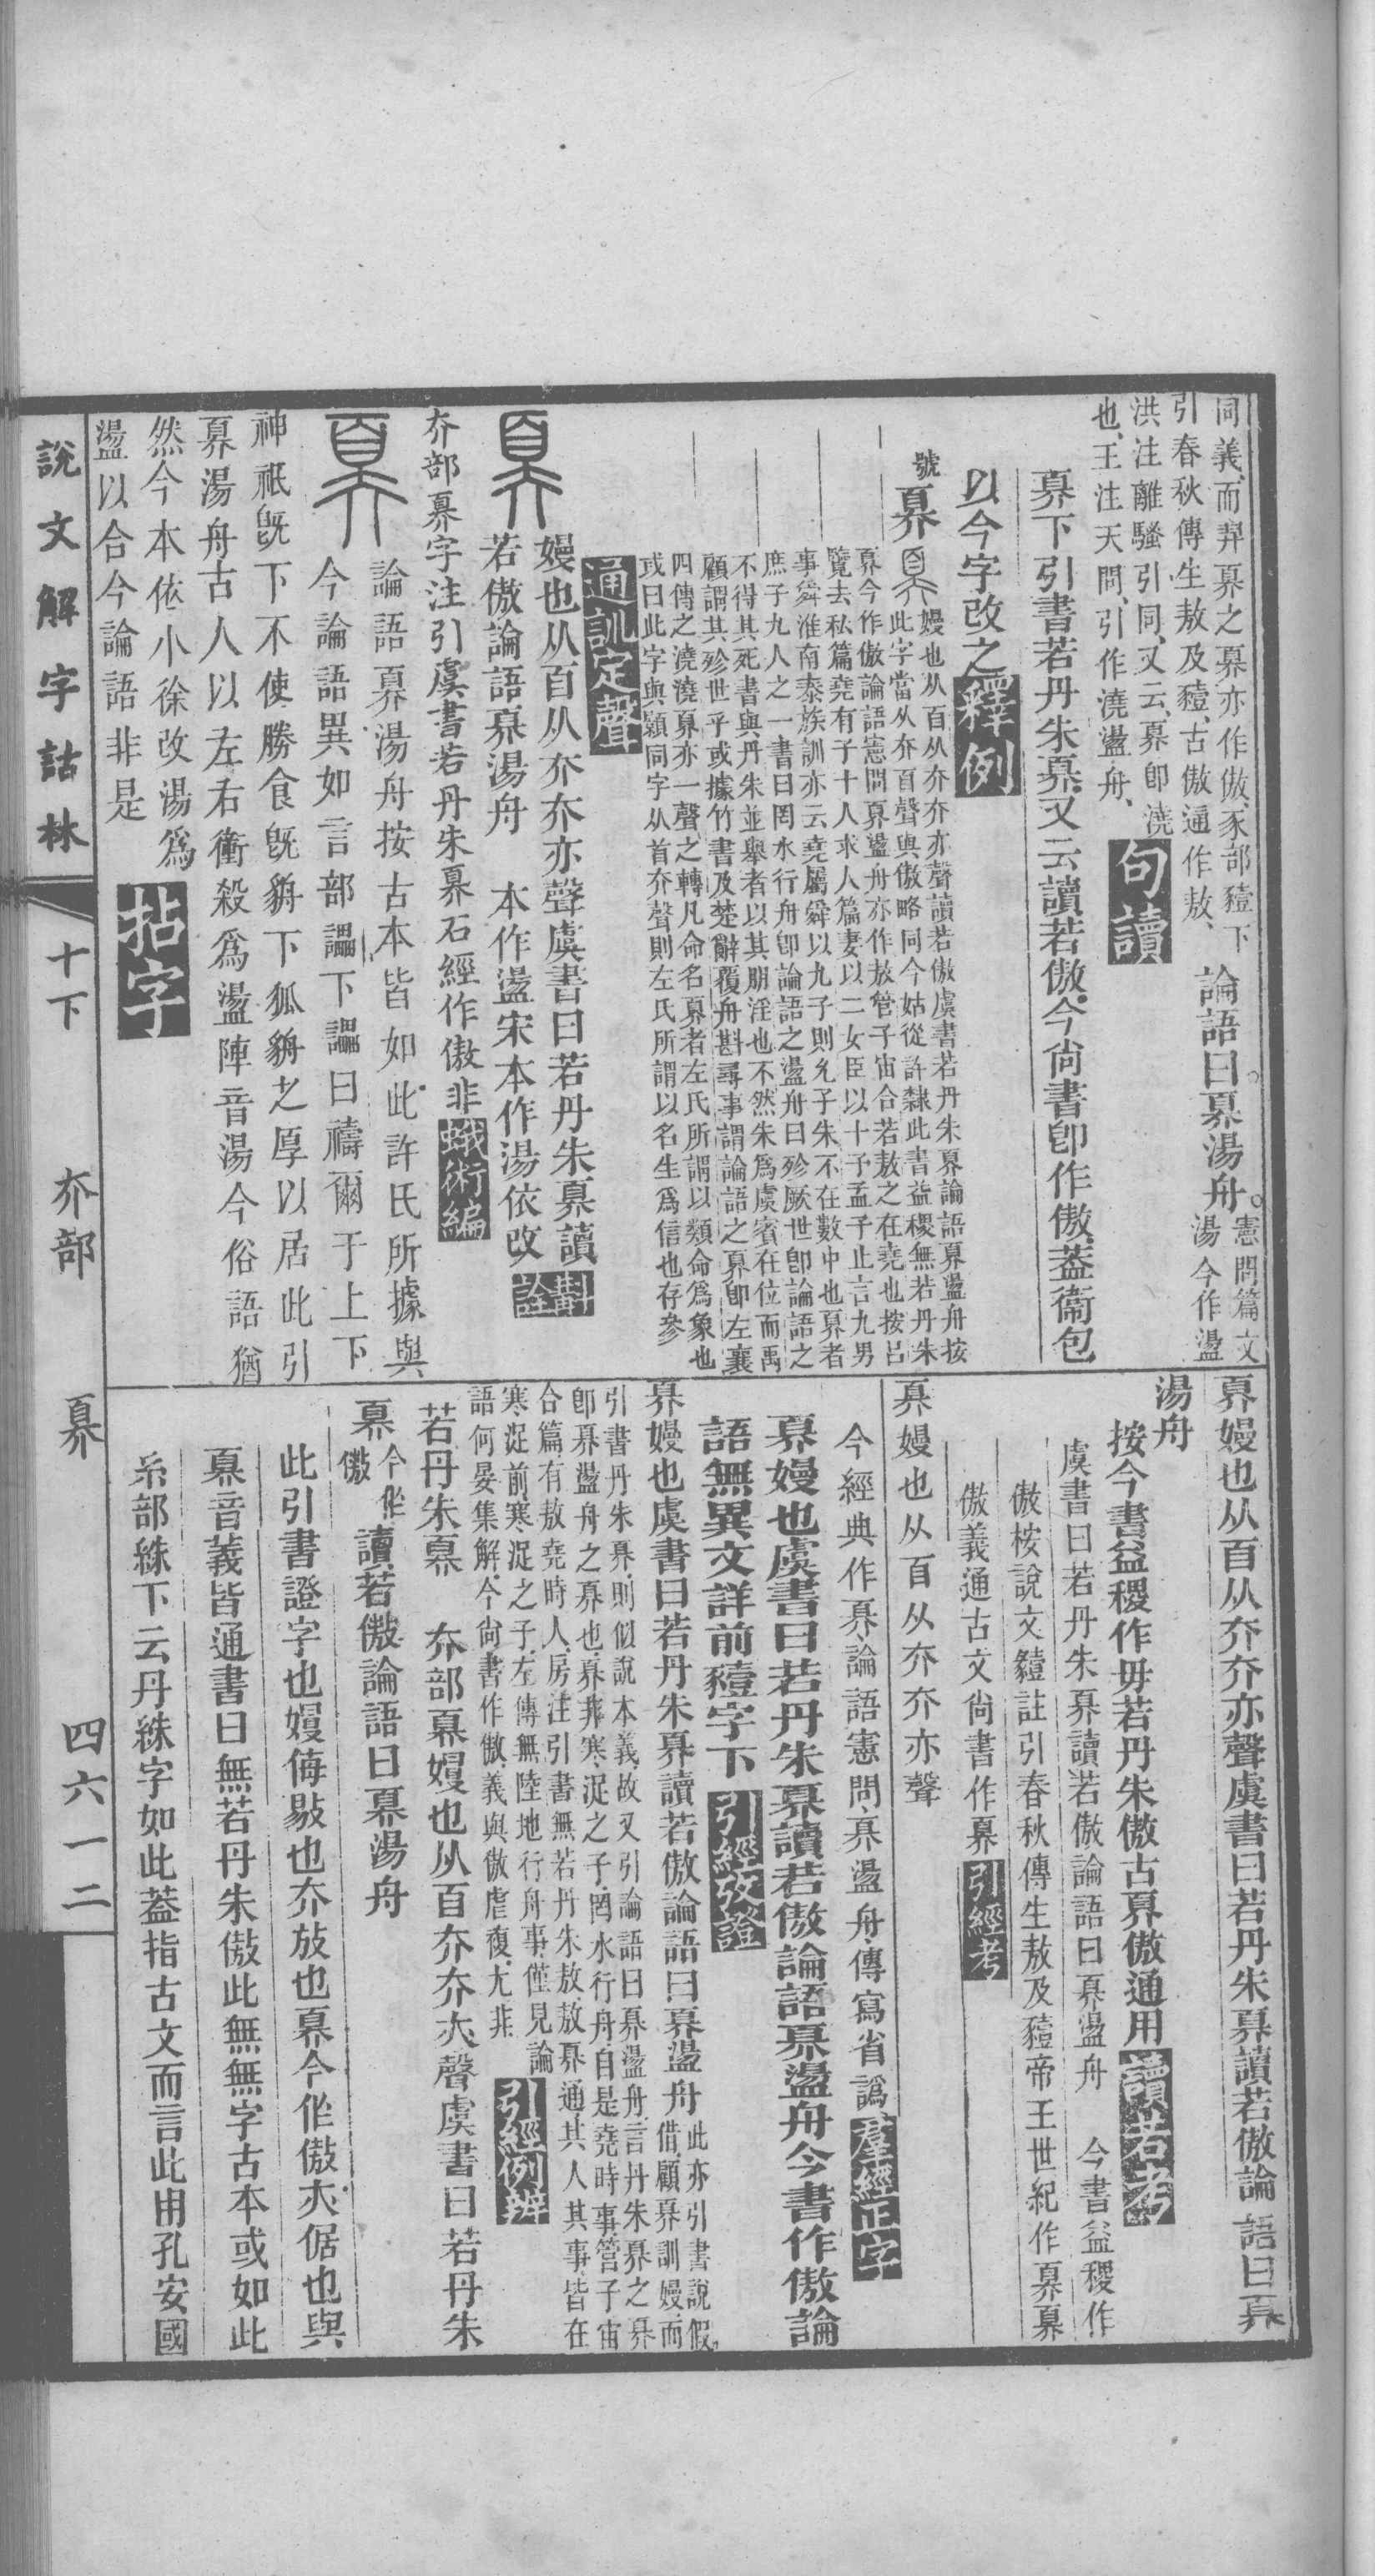 同義、而羿奡之奡亦作傲、豕部豷下
引春秋傳生敖及豷、古傲通作敖、
論語曰。奡湯舟。
憲問篇文
湯今作盪
洪注離騷引同、又云、奡卽澆
也、王注天問、引作澆盪舟、
句讀
奡下引書若丹朱奡又云讀若傲今尙書卽作傲葢衞包
以今字改之
釋例
號奡
嫚也从百从夰夰亦聲讀若傲虞書若丹朱奡論語奡盪舟按
此字當从夰百聲與傲略同今姑從許隸此書益稷無若丹朱
奡今作傲論語憲問奡盪舟亦作敖管子宙合若敖之在堯也按呂
覽去私篇堯有子十人求人篇妻以二女臣以十子孟子止言九男
事舜淮南泰族訓亦云堯屬舜以九子則允子朱不在數中也奡者
庶子九人之一書曰罔水行舟卽論語之盪舟曰殄厥世卽論語之
不得其死書與丹朱並舉者以其朋淫也不然朱爲虞賓在位而禹
顧謂其殄世乎或據竹書及楚辭覆舟斟尋事謂論語之奡卽左襄
四傳之澆澆奡亦一聲之轉凡命名奡者左氏所謂以類命爲象也
或曰此字與顥同字从首夰聲則左氏所謂以名生爲信也存參
通訓定聲
奡
嫚也从百从夰夰亦聲虞書曰若丹朱奡讀
若傲論語奡湯舟 本作盪宋本作湯依改
斠詮
夰部奡字注引虞書若丹朱奡石經作傲非
蛾術編
奡
論語奡湯舟按古本皆如此許氏所據與
今論語異如言部讄下讄曰禱爾于上下
神祇旣下不使勝食旣貈下狐貈之厚以居此引
奡湯舟古人以左右衝殺爲盪陣音湯今俗語猶
然今本依小徐改湯爲
盪以合今論語非是
拈字
奡嫚也从百从夰夰亦聲虞書曰若丹朱奡讀若傲論語曰奡
湯舟
按今書益稷作毋若丹朱傲古奡傲通用
讀若考
虞書曰若丹朱奡讀若傲論語曰奡盪舟 今書益稷作
傲桉說文豷註引春秋傳生敖及豷帝王世紀作奡奡
傲義通古文尙書作奡
引經考
奡嫚也从百从夰夰亦聲
今經典作奡論語憲問奡盪舟傳寫省譌
羣經正字
奡嫚也虞書曰若丹朱奡讀若傲論語奡盪舟今書作傲論
語無異文詳前豷字下
引經攷證
奡嫚也虞書曰若丹朱奡讀若傲論語曰奡盪舟
此亦引書說假
借、顧奡訓嫚、而
引書丹朱奡、則似說本義、故又引論語曰奡盪舟、言丹朱奡之奡
卽奡盪舟之奡也、奡非寒浞之子、罔水行舟、自是堯時事、管子宙
合篇有敖堯時人、房注引書無若丹朱敖、敖奡通、其人其事、皆在
寒浞前、寒浞之子、左傳無陸地行舟事、僅見論
語何晏集解、今尙書作傲、義與傲虐複、尤非
引經例辨
若丹朱奡 夰部奡嫚也从百夰夰大聲虞書曰若丹朱
奡
今作
傲
讀若傲論語曰奡湯舟
此引書證字也嫚侮敡也夰放也奡今作傲大倨也與
奡音義皆通書曰無若丹朱傲此無無字古本或如此
糸部絑下云丹絑字如此葢指古文而言此用孔安國
說文解字詁林
十下
夰部
奡
四六一二